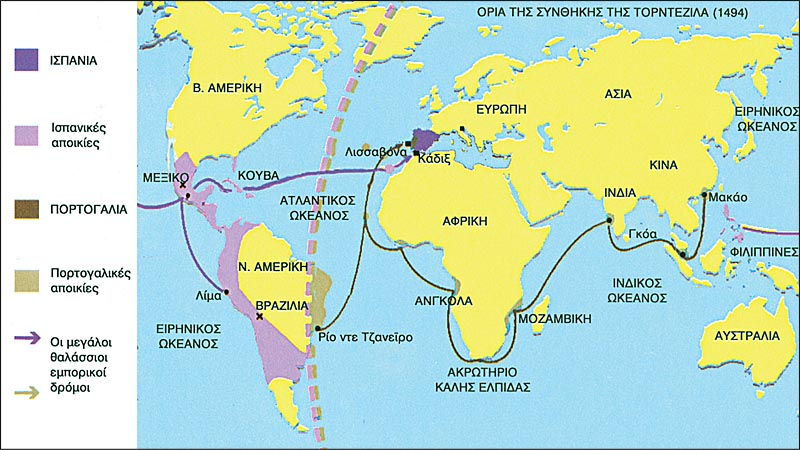 ΟΡΙΑ ΤΗΣ ΣΥΝΘΗΚΗΣ ΤΗΣ ΤΟΡΝΤΕΖΙΛΑ (1494)
ΙΣΠΑΝΙΑ
Ισπανικές
αποικίες
ΠΟΡΤΟΓΑΛΙΑ
Πορτογαλικές
αποικίες
Οι μεγάλοι
θαλάσσιοι
εμπορικοί
δρόμοι
Β. ΑΜΕΡΙΚΗ
ΕΥΡΩΠΗ
ΑΣΙΑ
ΕΙΡΗΝΙΚΟΣ
ΩΚΕΑΝΟΣ
Λισσαβόνα
Κάδιξ
ΚΙΝΑ
ΜΕΞΙΚΟ
ΚΟΥΒΑ
ΑΤΛΑΝΤΙΚΟΣ
ΩΚΕΑΝΟΣ
ΙΝΔΙΑ
Μακάο
ΑΦΡΙΚΗ
Γκόα
ΦΙΛΙΠΠΙΝΕΣ
Ν. ΑΜΕΡΙΚΗ
Λίμα
ΒΡΑΖΙΛΙΑ
ΑΝΓΚΟΛΑ
ΙΝΔΙΚΟΣ
ΩΚΕΑΝΟΣ
ΜΟΖΑΜΒΙΚΗ
ΕΙΡΗΝΙΚΟΣ
ΩΚΕΑΝΟΣ
Ρίο ντε Τζανεϊρο
ΑΥΣΤΡΑΛΙΑ
ΑΚΡΩΤΗΡΙΟ
ΚΑΛΗΣ ΕΛΠΙΔΑΣ